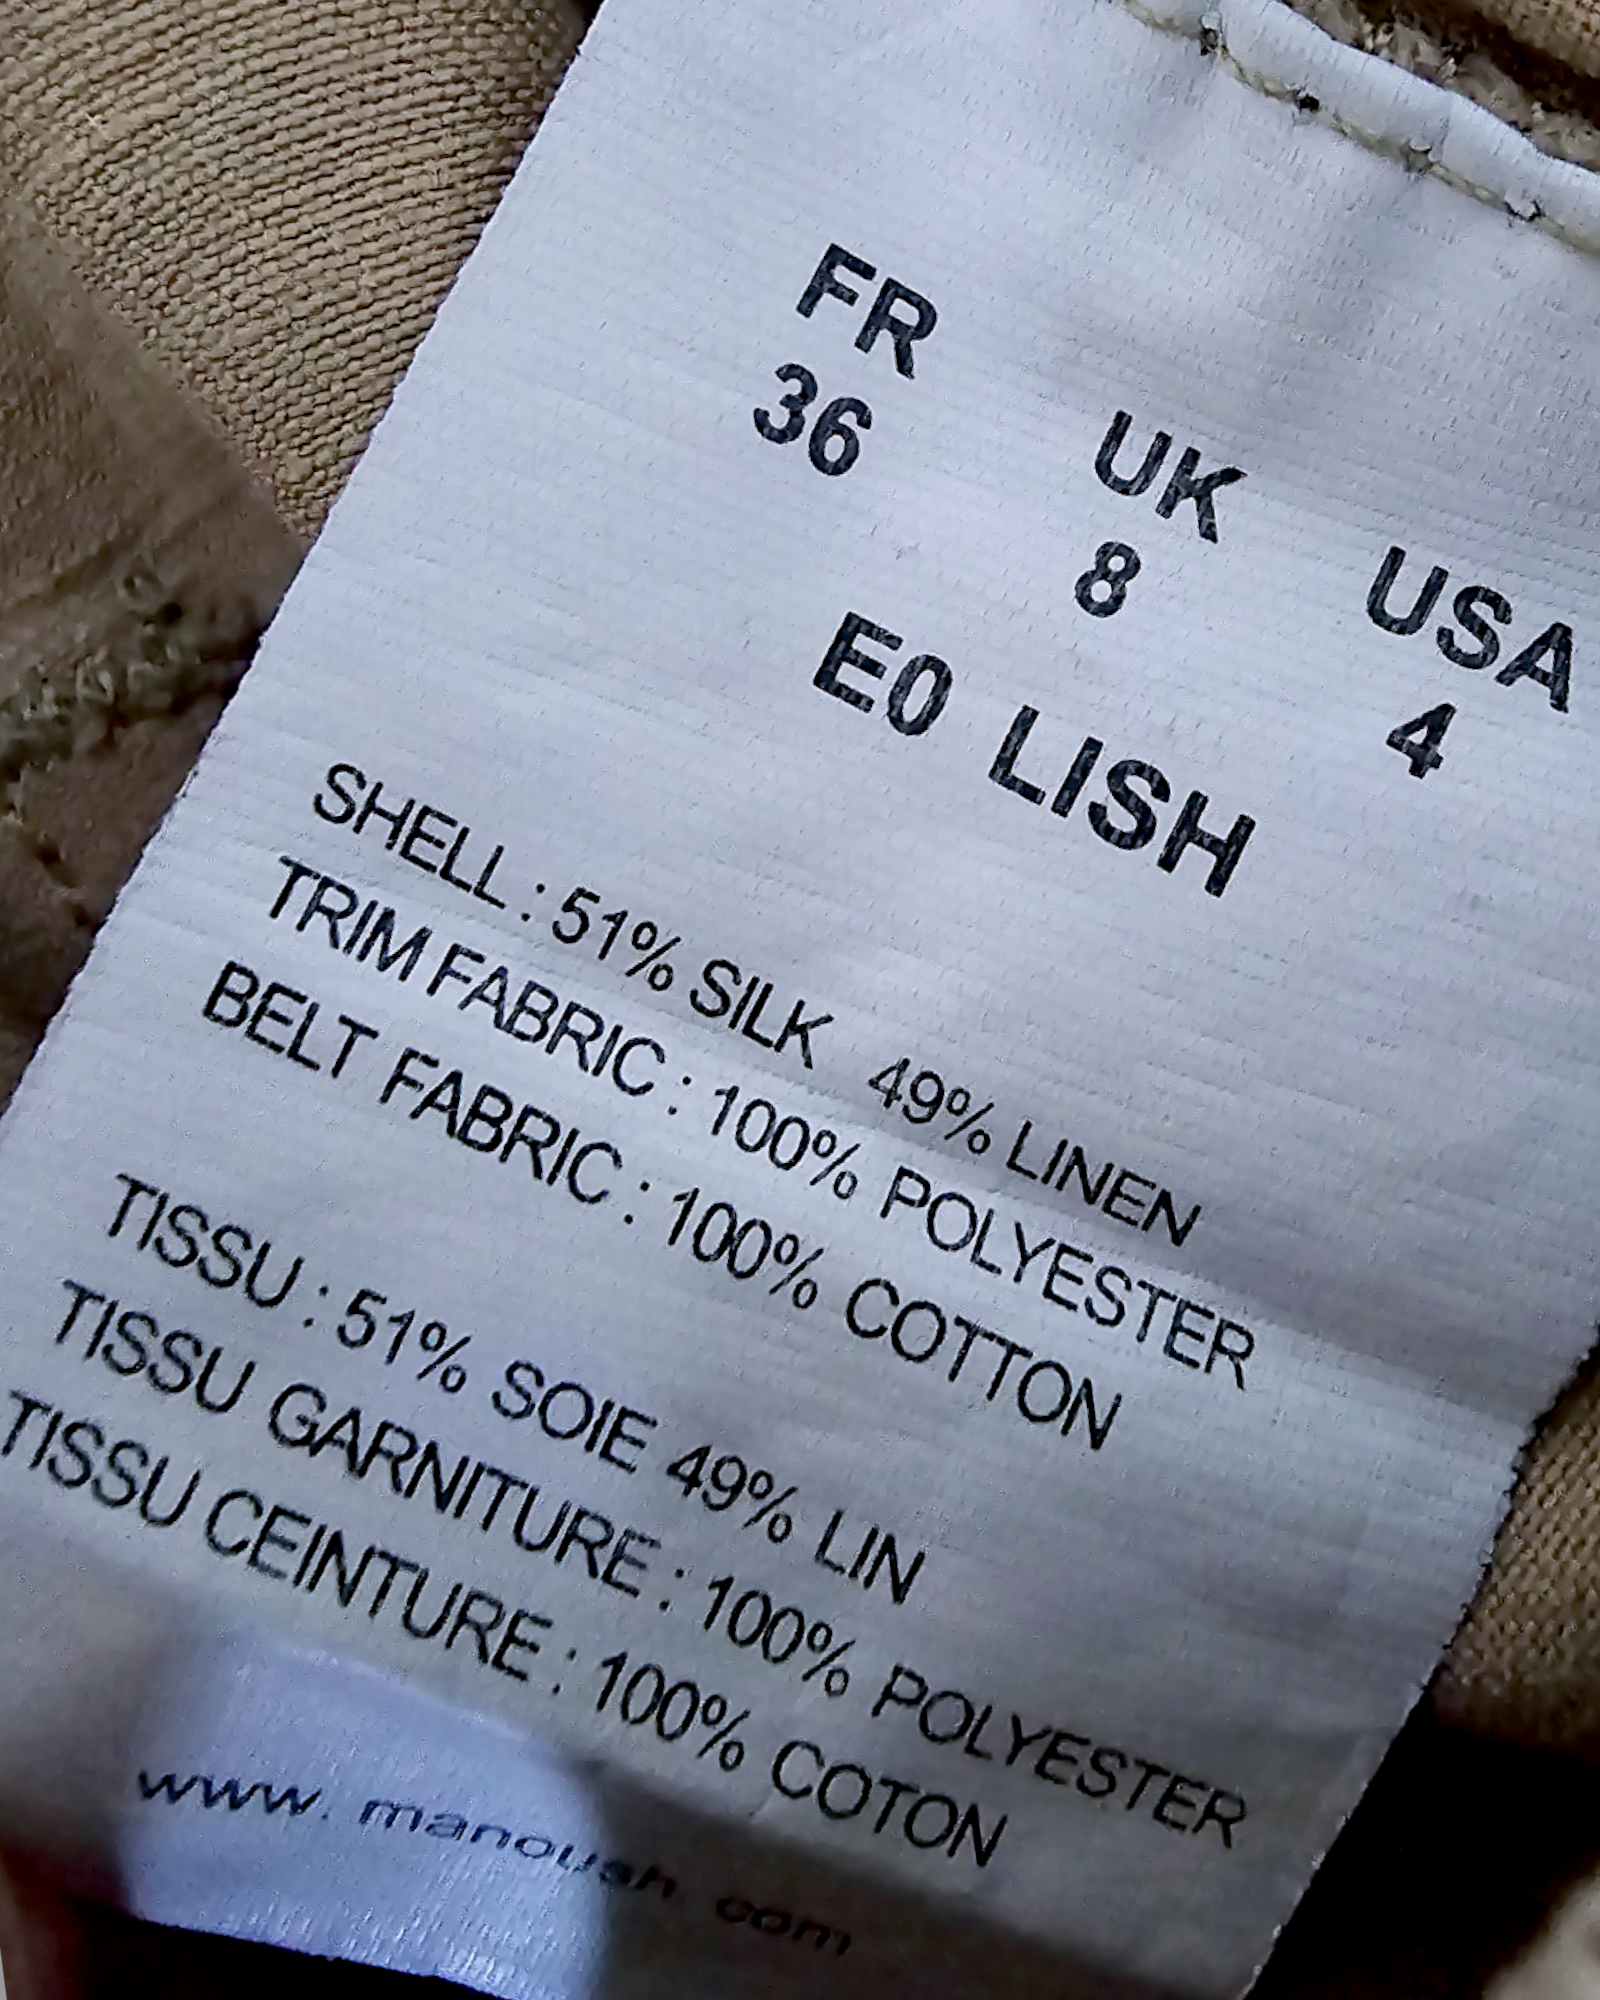 FR UK USA
36 8 4
E0 LISH
SHELL : 51% SILK 49% LINEN
TRIM FABRIC : 100% POLYESTER
BELT FABRIC : 100% COTTON
TISSU : 51% SOIE 49% LIN
TISSU GARNITURE : 100% POLYESTER
TISSU CEINTURE : 100% COTON
www. manoush. com